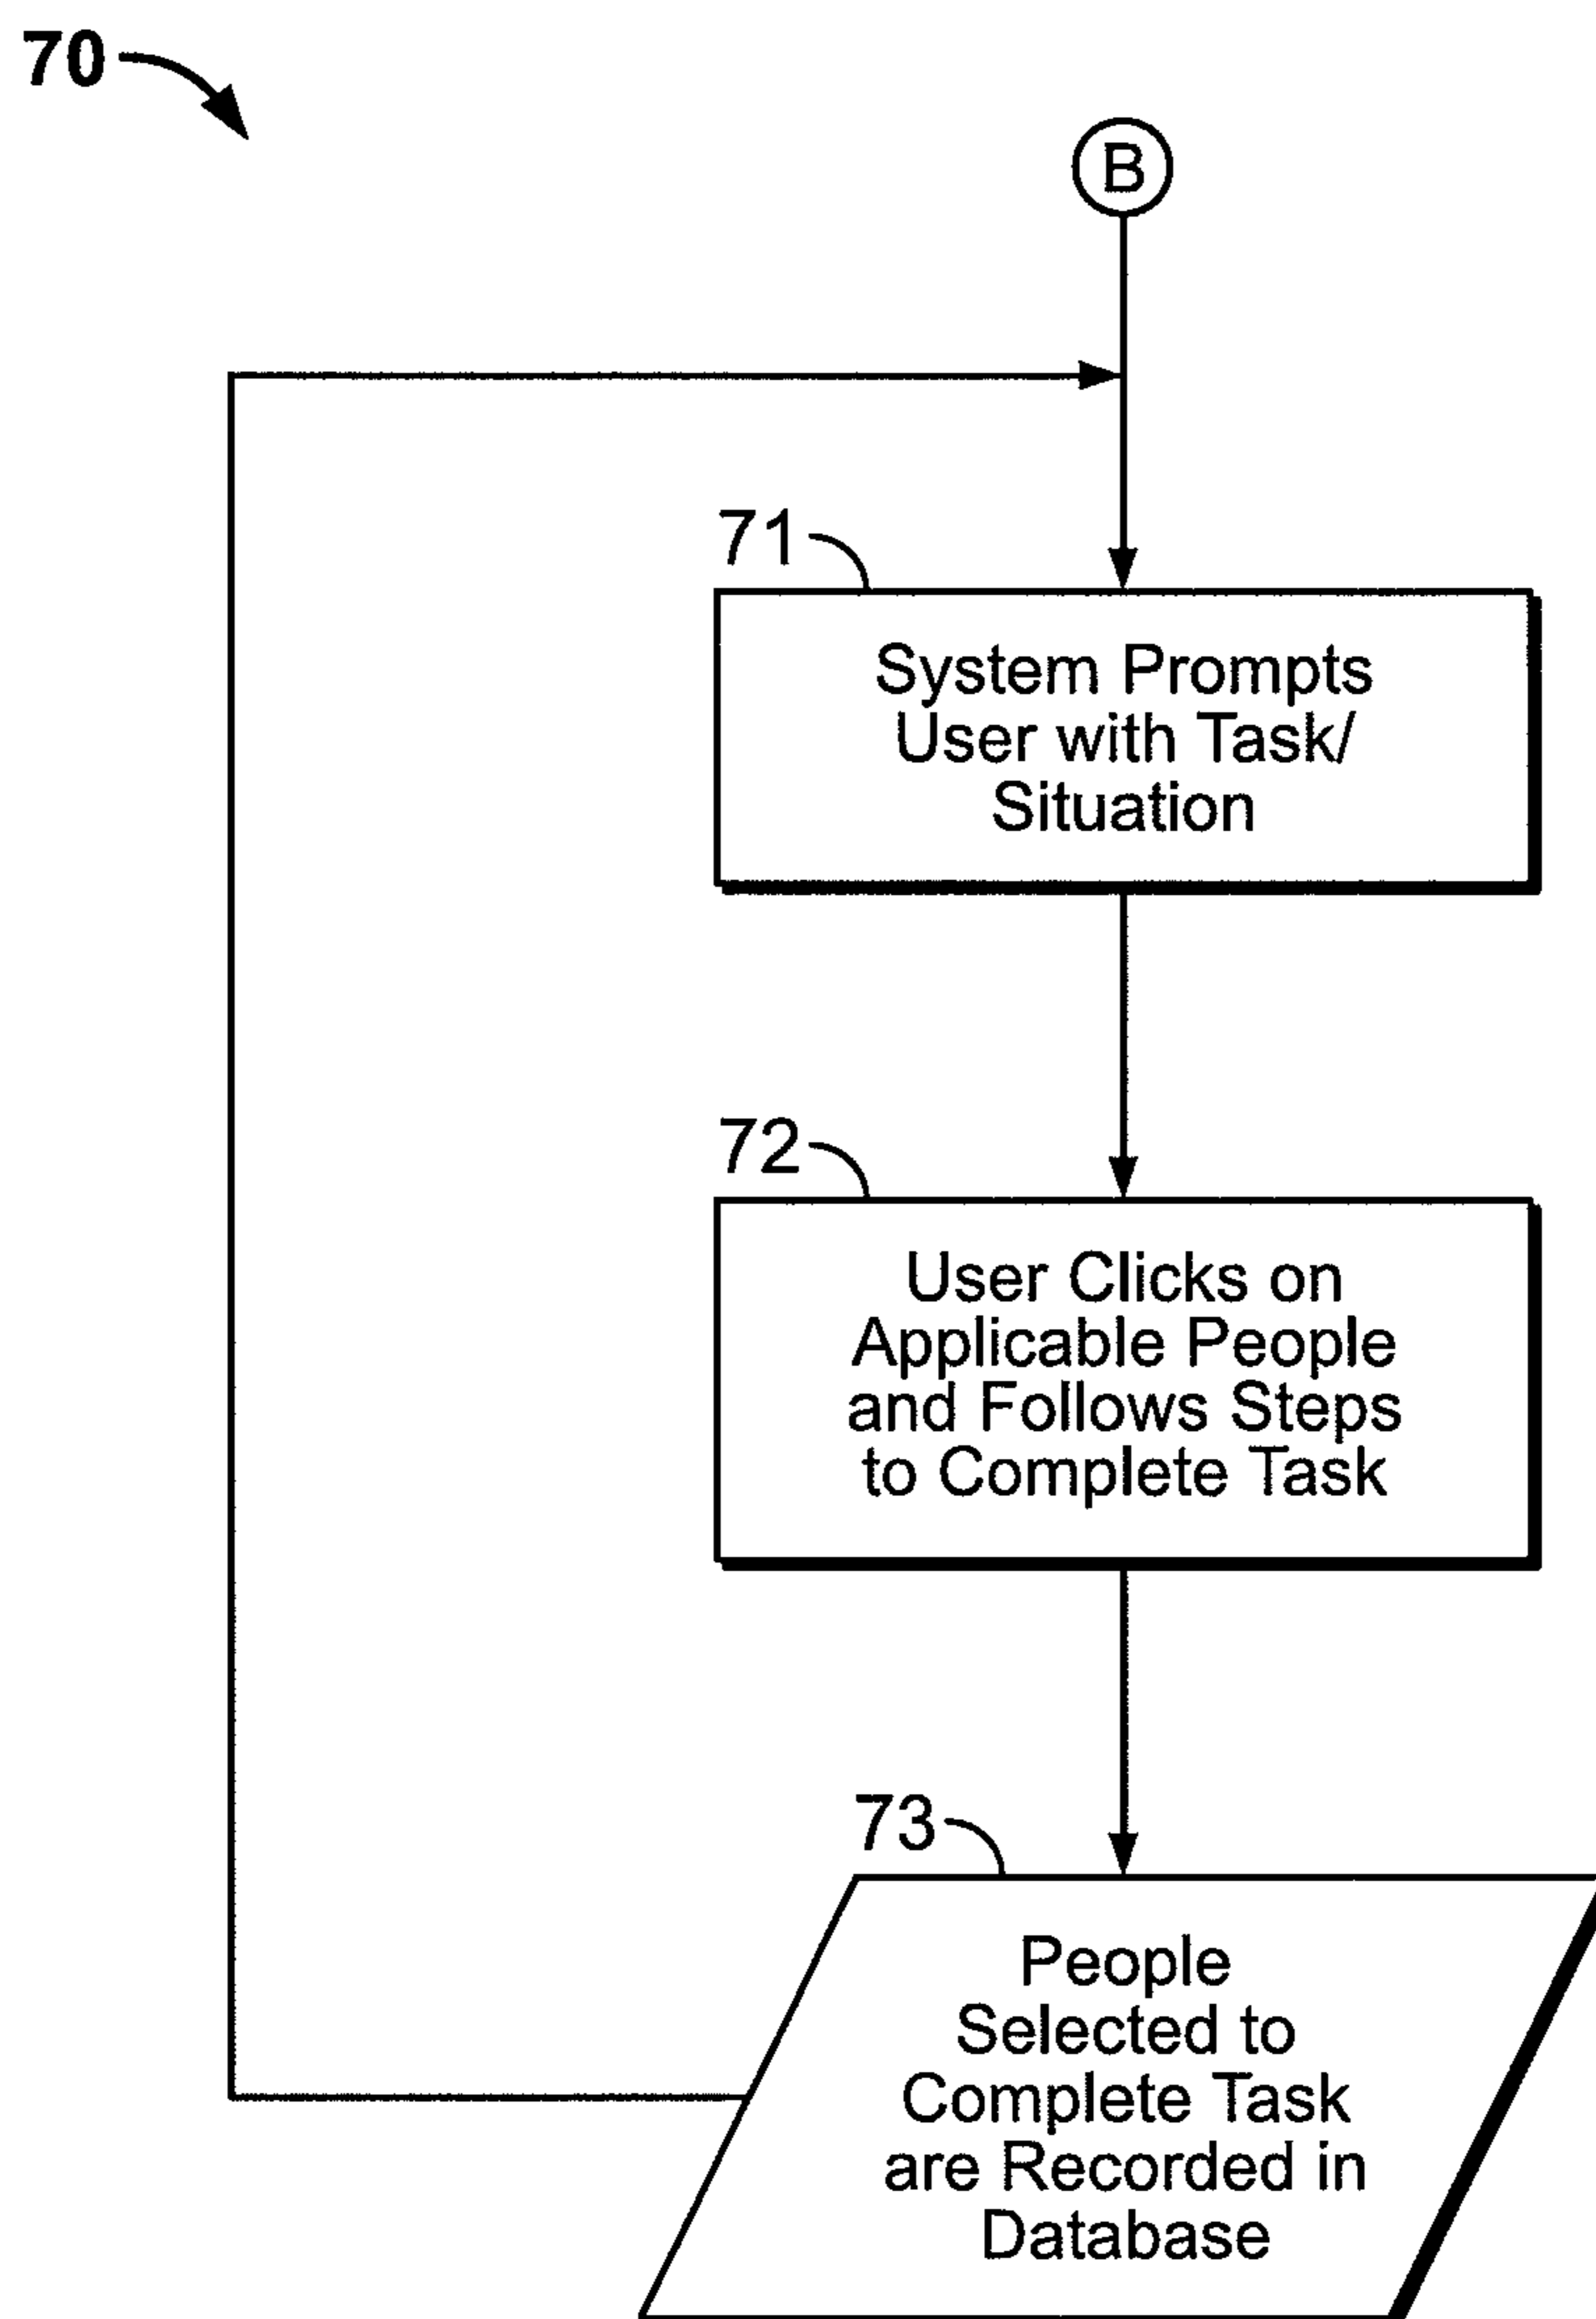 70
B
71
System Prompts
User with Task/
Situation
72
User Clicks on
Applicable People
and Follows Steps
to Complete Task
73
People
Selected to
Complete Task
are Recorded in
Database